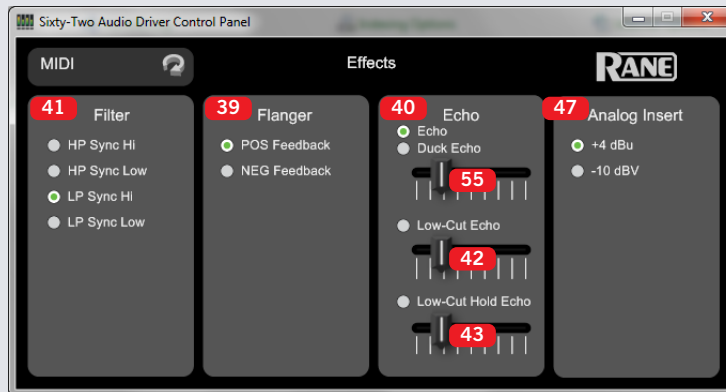 Sixty-Two Audio Driver Control Panel
MIDI
Effects
RANE
41
Filter
HP Sync Hi
HP Sync Low
LP Sync Hi
LP Sync Low
39
Flanger
POS Feedback
NEG Feedback
40
Echo
Echo
Duck Echo
55
Low-Cut Echo
42
Low-Cut Hold Echo
43
47
Analog Insert
+4 dBu
-10 dBV